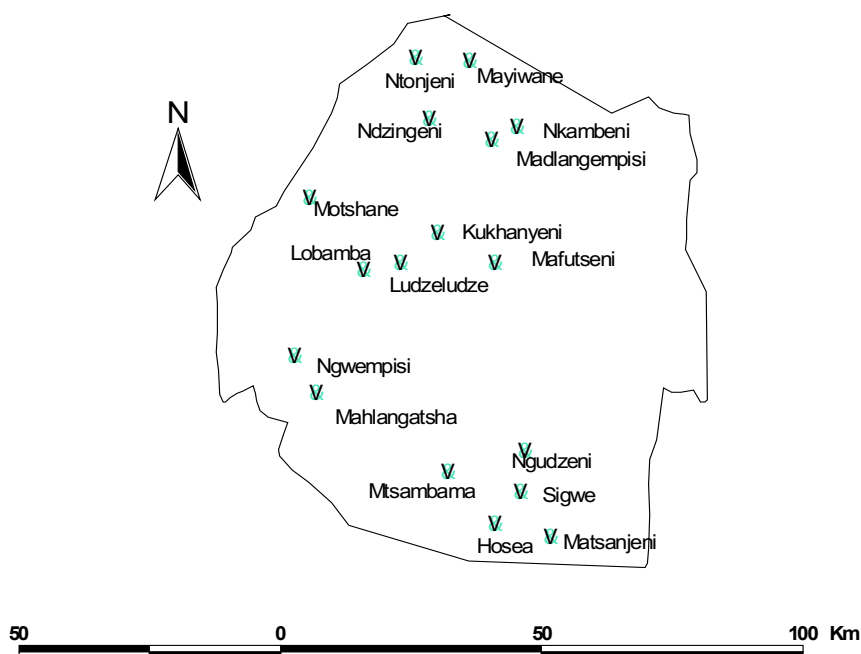 N
Ntonjeni
Mayiwane
Ndzingeni
Nkambeni
Madlangempisi
Motshane
Kukhanyeni
Lobamba
Mafutseni
Ludzeludze
Ngwempisi
Mahlangatsha
Ngudzeni
Mtsambama
Sigwe
Hosea
Matsanjeni
50 0 50 100 Km